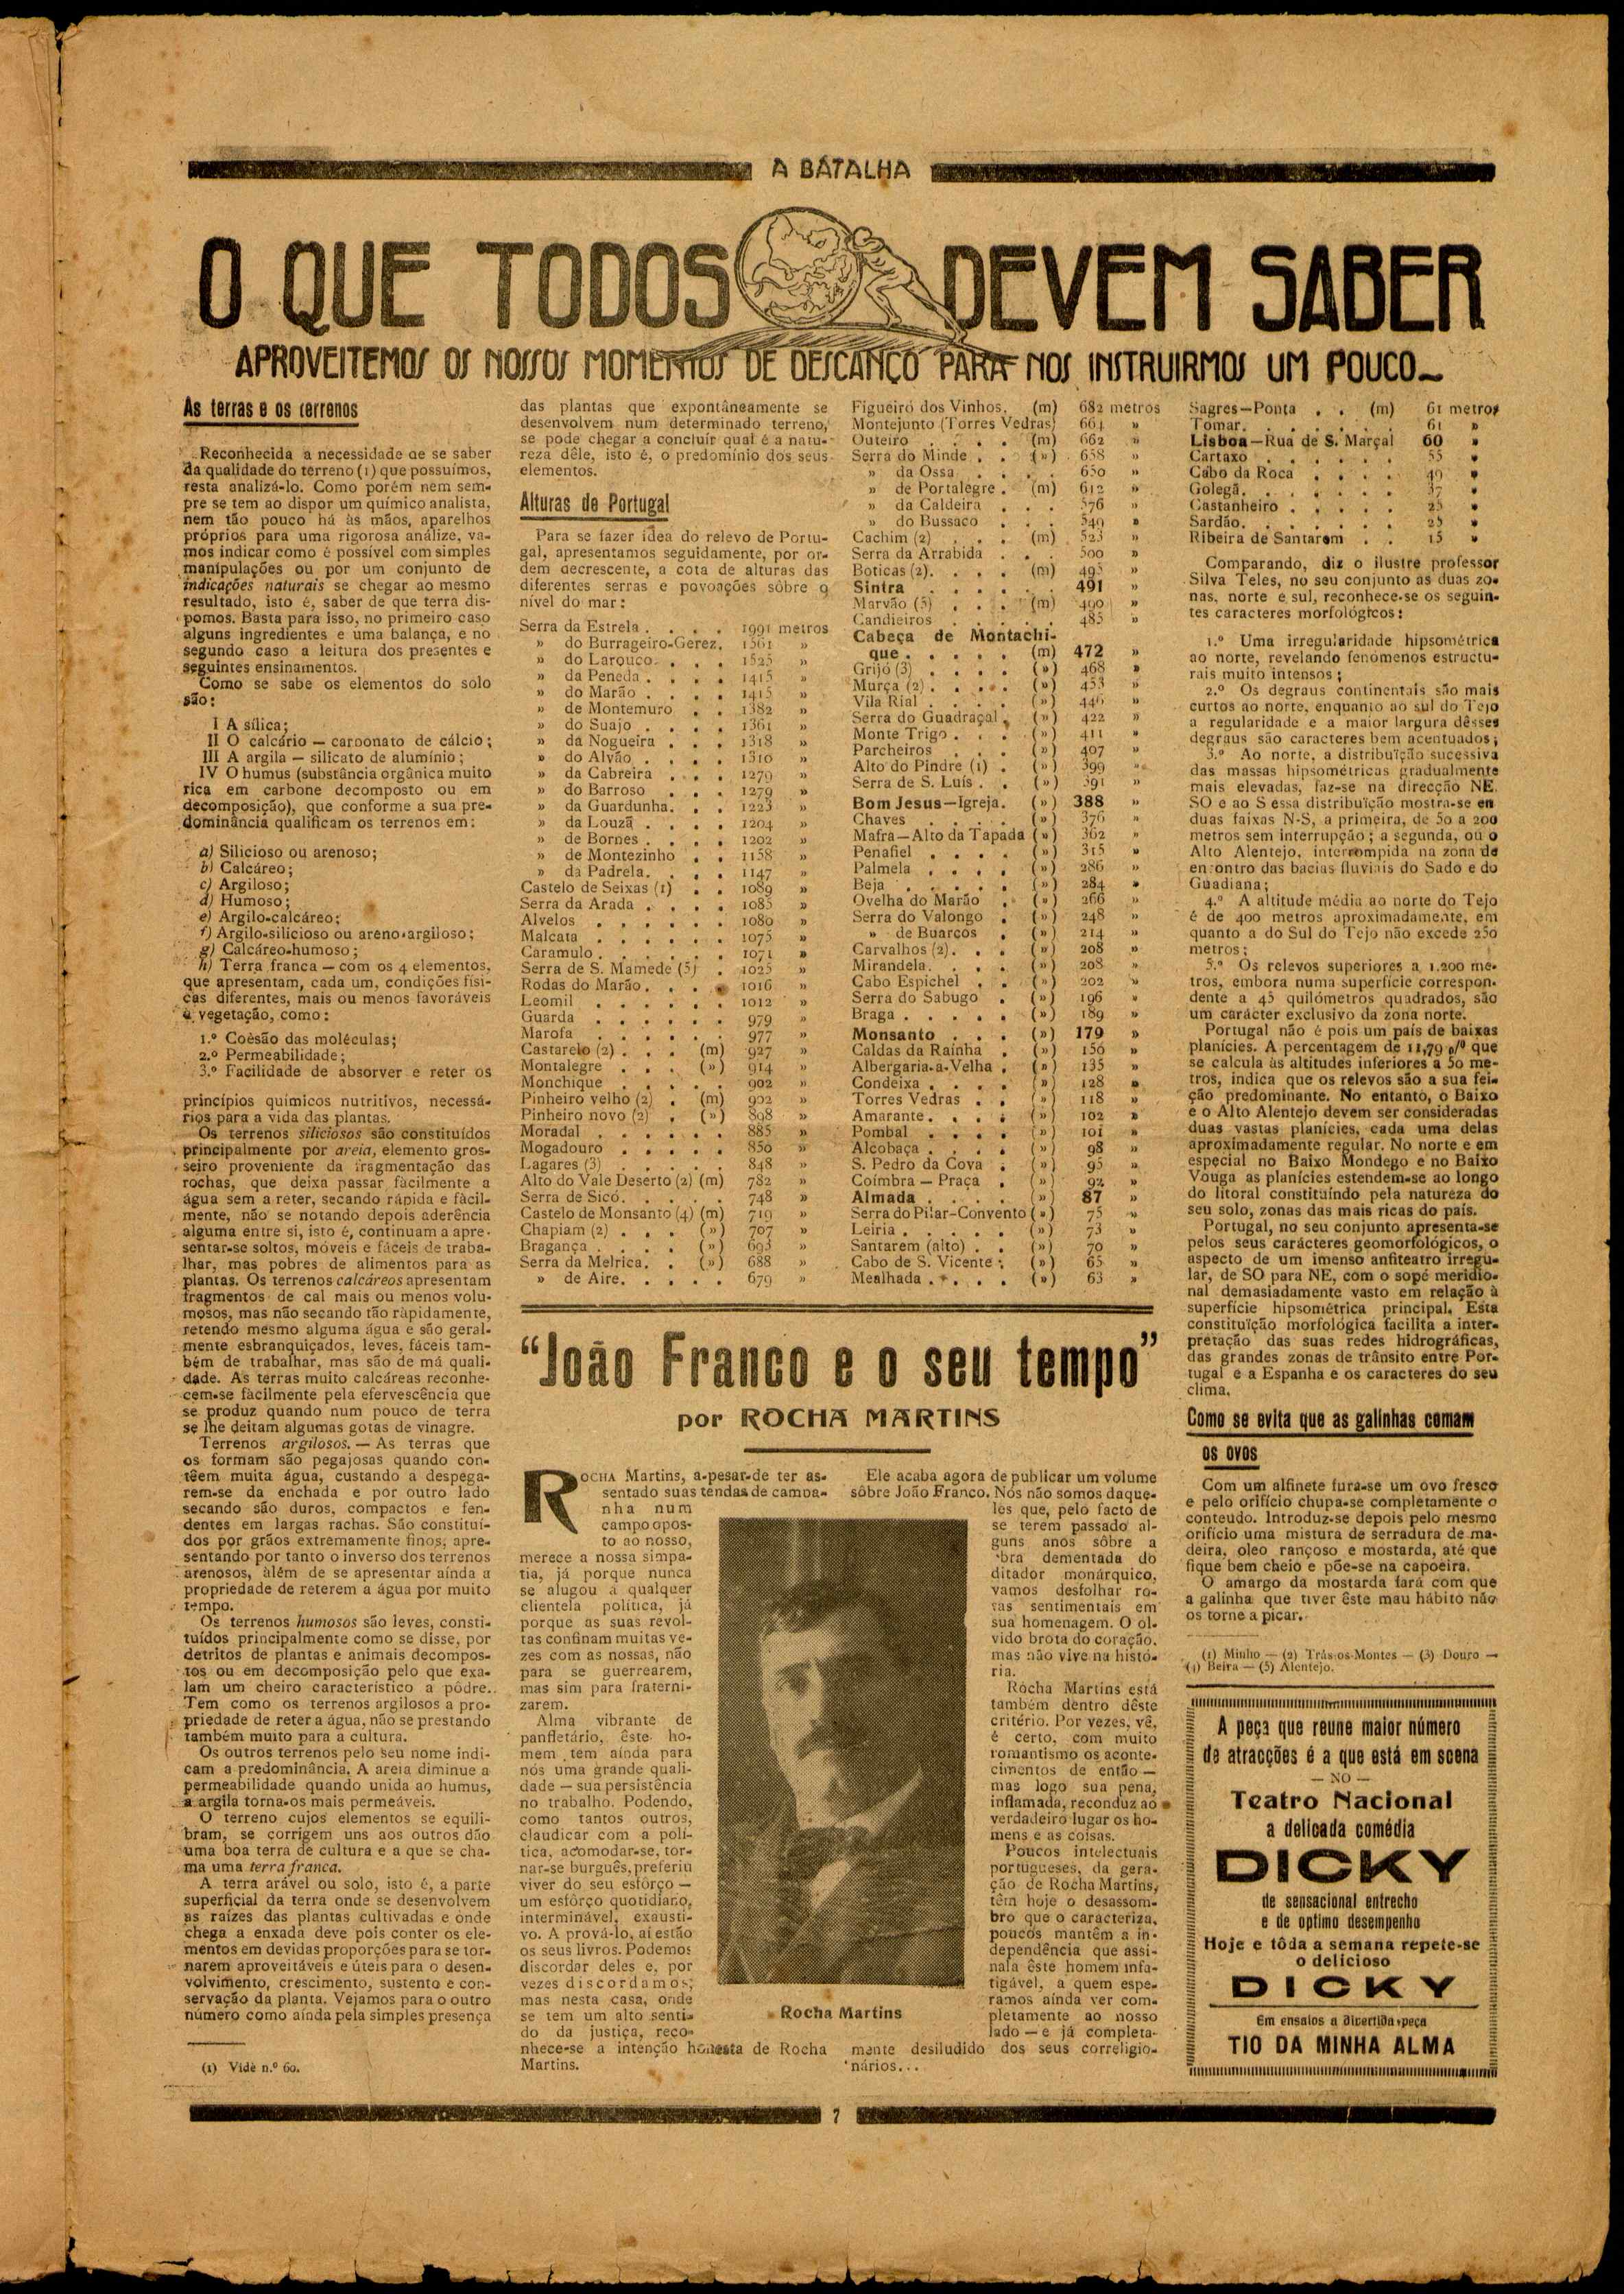 A BATALHA
O QUE TODOS DEVEM SABER
APROVEITEMOS OS NOSSOS MOMENTOS DE DESCANÇO PARA NOS INSTRUIRMOS UM POUCO
As terras e os terrenos
Reconhecida a necessidade de se saber
da qualidade do terreno (1) que possuímos,
resta analizá-lo. Como porêm nem sem-
pre se tem ao dispor um químico analista,
nem tão pouco há às mãos, aparelhos
próprios para uma rigorosa análize, va-
mos indicar como é possível com simples
manipulações ou por um conjunto de
indicações naturais se chegar ao mesmo
resultado, isto é, saber de que terra dis-
pomos. Basta para isso, no primeiro caso
alguns ingredientes e uma balança, e no
segundo caso a leitura dos presentes e
seguintes ensinamentos.
Como se sabe os elementos do solo
são:
I A sílica;
II O calcário — carbonato de cálcio;
III A argila — silicato de alumínio;
IV O humus (substância orgânica muito
rica em carbone decomposto ou em
decomposição), que conforme a sua pre-
dominância qualificam os terrenos em:
a) Silicioso ou arenoso;
b) Calcáreo;
c) Argiloso;
d) Humoso;
e) Argilo-calcáreo;
f) Argilo-silicioso ou areno-argiloso;
g) Calcáreo-humoso;
h) Terra franca — com os 4 elementos,
que apresentam, cada um, condições físi-
cas diferentes, mais ou menos favoráveis
à vegetação, como:
1.º Coèsão das moléculas;
2.º Permeabilidade;
3.º Facilidade de absorver e reter os
princípios químicos nutritivos, necessá-
rios para a vida das plantas.
Os terrenos siliciosos são constituídos
principalmente por areia, elemento gros-
seiro proveniente da fragmentação das
rochas, que deixa passar fàcilmente a
água sem a reter, secando rápida e fàcil-
mente, não se notando depois aderência
alguma entre si, isto é, continuam a apre-
sentar-se soltos, móveis e fáceis de traba-
lhar, mas pobres de alimentos para as
plantas. Os terrenos calcáreos apresentam
fragmentos de cal mais ou menos volu-
mosos, mas não secando tão ràpidamente,
retendo mesmo alguma água e são geral-
mente esbranquiçados, leves, fáceis tam-
bém de trabalhar, mas são de má quali-
dade. As terras muito calcáreas reconhe-
cem-se fàcilmente pela efervescência que
se produz quando num pouco de terra
se lhe deitam algumas gotas de vinagre.
Terrenos argilosos. — As terras que
os formam são pegajosas quando con-
têem muita água, custando a despega-
rem-se da enchada e por outro lado
secando são duros, compactos e fen-
dentes em largas rachas. São constituí-
dos por grãos extremamente finos, apre-
sentando por tanto o inverso dos terrenos
arenosos, além de se apresentar aínda a
propriedade de reterem a água por muito
tempo.
Os terrenos humosos são leves, consti-
tuídos principalmente como se disse, por
detritos de plantas e animais decompos-
tos ou em decomposição pelo que exa-
lam um cheiro característico a pôdre.
Tem como os terrenos argilosos a pro-
priedade de reter a água, não se prestando
também muito para a cultura.
Os outros terrenos pelo seu nome indi-
cam a predominância. A areia diminue a
permeabilidade quando unida ao humus,
a argila torna-os mais permeáveis.
O terreno cujos elementos se equili-
bram, se corrigem uns aos outros dão
uma boa terra de cultura e a que se cha-
ma uma terra franca.
A terra arável ou solo, isto é, a parte
superficial da terra onde se desenvolvem
as raízes das plantas cultivadas e onde
chega a enxada deve pois conter os ele-
mentos em devidas proporções para se tor-
narem aproveitáveis e úteis para o desen-
volvimento, crescimento, sustento e con-
servação da planta. Vejamos para o outro
número como aínda pela simples presença
(1) Vidè n.º 60.
das plantas que expontâneamente se
desenvolvem num determinado terreno,
se pode chegar a concluír qual é a natu-
reza dêle, isto é, o predomínio dos seus
elementos.
Alturas de Portugal
Para se fazer idea do relevo de Portu-
gal, apresentamos seguidamente, por or-
dem decrescente, a cota de alturas das
diferentes serras e povoações sôbre o
nível do mar:
Serra da Estrela . . . . 1991 metros
» do Burrageiro-Gerez. 1561 »
» do Larouco. . . . 1525 »
» da Peneda . . . . 1415 »
» do Marão . . . . 1415 »
» de Montemuro . . 1382 »
» do Suajo . . . . 1361 »
» da Nogueira . . . 1318 »
» do Alvão . . . . 1310 »
» da Cabreira . . . 1279 »
» do Barroso . . . 1279 »
» da Guardunha. . . 1223 »
» da Louzã . . . . 1204 »
» de Bornes . . . . 1202 »
» de Montezinho . . 1158 »
» da Padrela. . . . 1147 »
Castelo de Seixas (1) . . 1089 »
Serra da Arada . . . . 1085 »
Alvelos . . . . . . 1080 »
Malcata . . . . . . 1075 »
Caramulo . . . . . . 1071 »
Serra de S. Mamede (5) . 1025 »
Rodas do Marão. . . . 1016 »
Leomil . . . . . . 1012 »
Guarda . . . . . . 979 »
Marofa . . . . . . 977 »
Castarelo (2) . . . (m) 927 »
Montalegre . . . (») 914 »
Monchique . . . . . 902 »
Pinheiro velho (2) . (m) 902 »
Pinheiro novo (2) . (») 898 »
Moradal . . . . . . 885 »
Mogadouro . . . . . 850 »
Lagares (3) . . . . . 848 »
Alto do Vale Deserto (2) (m) 782 »
Serra de Sicó. . . . . 748 »
Castelo de Monsanto (4) (m) 719 »
Chapiam (2) . . . (») 707 »
Bragança . . . . (») 693 »
Serra da Melrica. . (») 688 »
» de Aire. . . . . 679 »
Figueiró dos Vinhos. (m) 682 metros
Montejunto (Torres Vedras) 664 »
Outeiro . . . . (m) 662 »
Serra do Minde . . (») 658 »
» da Ossa . . . . 650 »
» de Portalegre . (m) 612 »
» da Caldeira . . . 576 »
» do Bussaco . . . 549 »
Cachim (2) . . . (m) 523 »
Serra da Arrabida . . . 500 »
Boticas (2). . . . (m) 495 »
Sintra . . . . . . 491 »
Marvão (5) . . . (m) 490 »
Candieiros . . . . . 485 »
Cabeça de Montachi-
que . . . . . (m) 472 »
Grijó (3) . . . . (») 468 »
Murça (2) . . . . (») 453 »
Vila Rial . . . . (») 446 »
Serra do Guadraçal . (») 422 »
Monte Trigo . . . (») 411 »
Parcheiros . . . (») 407 »
Alto do Pindre (1) . (») 399 »
Serra de S. Luís . . (») 391 »
Bom Jesus—Igreja. (») 388 »
Chaves . . . . (») 376 »
Mafra—Alto da Tapada (») 362 »
Penafiel . . . . (») 315 »
Palmela . . . . (») 286 »
Beja . . . . . (») 284 »
Ovelha do Marão . (») 266 »
Serra do Valongo . (») 248 »
» de Buarcos . (») 214 »
Carvalhos (2). . . (») 208 »
Mirandela. . . . (») 208 »
Cabo Espichel . . (») 202 »
Serra do Sabugo . (») 196 »
Braga . . . . . (») 189 »
Monsanto . . . (») 179 »
Caldas da Rainha . (») 156 »
Albergaria-a-Velha . (») 135 »
Condeixa . . . . (») 128 »
Torres Vedras . . (») 118 »
Amarante . . . . (») 102 »
Pombal . . . . (») 101 »
Alcobaça . . . . (») 98 »
S. Pedro da Cova . (») 95 »
Coímbra — Praça . (») 92 »
Almada . . . . (») 87 »
Serra do Pilar-Convento (») 75 »
Leiria . . . . . (») 73 »
Santarem (alto) . . (») 70 »
Cabo de S. Vicente . (») 65 »
Mealhada . . . . (») 63 »
Sagres—Ponta . . (m) 61 metros
Tomar. . . . . . . 61 »
Lisboa—Rua de S. Marçal 60 »
Cartaxo . . . . . . 55 »
Cabo da Roca . . . . 49 »
Golegã. . . . . . . 37 »
Castanheiro . . . . . 25 »
Sardão. . . . . . . 25 »
Ribeira de Santarem . . 15 »
Comparando, diz o ilustre professor
Silva Teles, no seu conjunto as duas zo-
nas, norte e sul, reconhece-se os seguin-
tes caracteres morfológicos:
1.º Uma irregularidade hipsométrica
ao norte, revelando fenómenos estructu-
rais muito intensos;
2.º Os degraus continentais são mais
curtos ao norte, enquanto ao sul do Tejo
a regularidade e a maior largura dêsses
degraus são caracteres bem acentuados;
3.º Ao norte, a distribuïção sucessiva
das massas hipsométricas gradualmente
mais elevadas, faz-se na direcção NE.
SO e ao S essa distribuïção mostra-se en
duas faixas N-S, a primeira, de 50 a 200
metros sem interrupção; a segunda, ou o
Alto Alentejo, interrompida na zona de
encontro das bacias fluviais do Sado e do
Guadiana;
4.º A altitude média ao norte do Tejo
é de 400 metros aproximadamente, em
quanto a do Sul do Tejo não excede 250
metros;
5.º Os relevos superiores a 1.200 me-
tros, embora numa superfície correspon-
dente a 45 quilómetros quadrados, são
um carácter exclusivo da zona norte.
Portugal não é pois um país de baixas
planícies. A percentagem de 11,79 o/º que
se calcula às altitudes inferiores a 50 me-
tros, indica que os relevos são a sua fei-
ção predominante. No entanto, o Baixo
e o Alto Alentejo devem ser consideradas
duas vastas planícies, cada uma delas
aproximadamente regular. No norte e em
especial no Baixo Mondego e no Baixo
Vouga as planícies estendem-se ao longo
do litoral constituíndo pela natureza do
seu solo, zonas das mais ricas do país.
Portugal, no seu conjunto apresenta-se
pelos seus carácteres geomorfológicos, o
aspecto de um imenso anfiteatro irregu-
lar, de SO para NE, com o sopé meridio-
nal demasiadamente vasto em relação à
superfície hipsométrica principal. Esta
constituïção morfológica facilita a inter-
pretação das suas redes hidrográficas,
das grandes zonas de trânsito entre Por-
tugal e a Espanha e os caracteres do seu
clima.
Como se evita que as galinhas comam
os ovos
Com um alfinete fura-se um ovo fresco
e pelo orifício chupa-se completamente o
conteudo. Introduz-se depois pelo mesmo
orifício uma mistura de serradura de ma-
deira, oleo rançoso e mostarda, até que
fique bem cheio e põe-se na capoeira.
O amargo da mostarda fará com que
a galinha que tiver êste mau hábito não
os torne a picar.
(1) Minho — (2) Trás-os-Montes — (3) Douro —
(4) Beira — (5) Alentejo.
“João Franco e o seu tempo”
por ROCHA MARTINS
ROCHA Martins, a-pesar-de ter as-
sentado suas tendas de campa-
nha num
campo opos-
to ao nosso,
merece a nossa simpa-
tia, já porque nunca
se alugou a qualquer
clientela política, já
porque as suas revol-
tas confinam muitas ve-
zes com as nossas, não
para se guerrearem,
mas sim para fraterni-
zarem.
Alma vibrante de
panfletário, êste ho-
mem tem aínda para
nós uma grande quali-
dade — sua persistência
no trabalho. Podendo,
como tantos outros,
claudicar com a polí-
tica, acomodar-se, tor-
nar-se burguês, preferiu
viver do seu esfôrço —
um esfôrço quotidiano,
interminável, exausti-
vo. A prová-lo, aí estão
os seus livros. Podemos
discordar deles e, por
vezes discordamos;
mas nesta casa, onde
se tem um alto senti-
do da justiça, reco-
nhece-se a intenção honesta de Rocha
Martins.
Rocha Martins
Ele acaba agora de publicar um volume
sôbre João Franco. Nós não somos daque-
les que, pelo facto de
se terem passado al-
guns anos sôbre a
obra dementada do
ditador monárquico,
vamos desfolhar ro-
sas sentimentais em
sua homenagem. O ol-
vido brota do coração,
mas não vive na histó-
ria.
Rocha Martins está
também dentro dêste
critério. Por vezes, vê,
é certo, com muito
romantismo os aconte-
cimentos de então —
mas logo sua pena,
inflamada, reconduz ao
verdadeiro lugar os ho-
mens e as coisas.
Poucos intelectuais
portugueses, da gera-
ção de Rocha Martins,
têm hoje o desassom-
bro que o caracteriza,
poucos mantêm a in-
dependência que assi-
nala êste homem infa-
tigável, a quem espe-
ramos aínda ver com-
pletamente ao nosso
lado — e já completa-
mente desiludido dos seus correligio-
nários...
A peça que reune maior número
de atracções é a que está em scena
— NO —
Teatro Nacional
a delicada comédia
DICKY
de sensacional entrecho
e de optimo desempenho
Hoje e tôda a semana repete-se
o delicioso
DICKY
Em ensaios a divertida peça
TIO DA MINHA ALMA
7